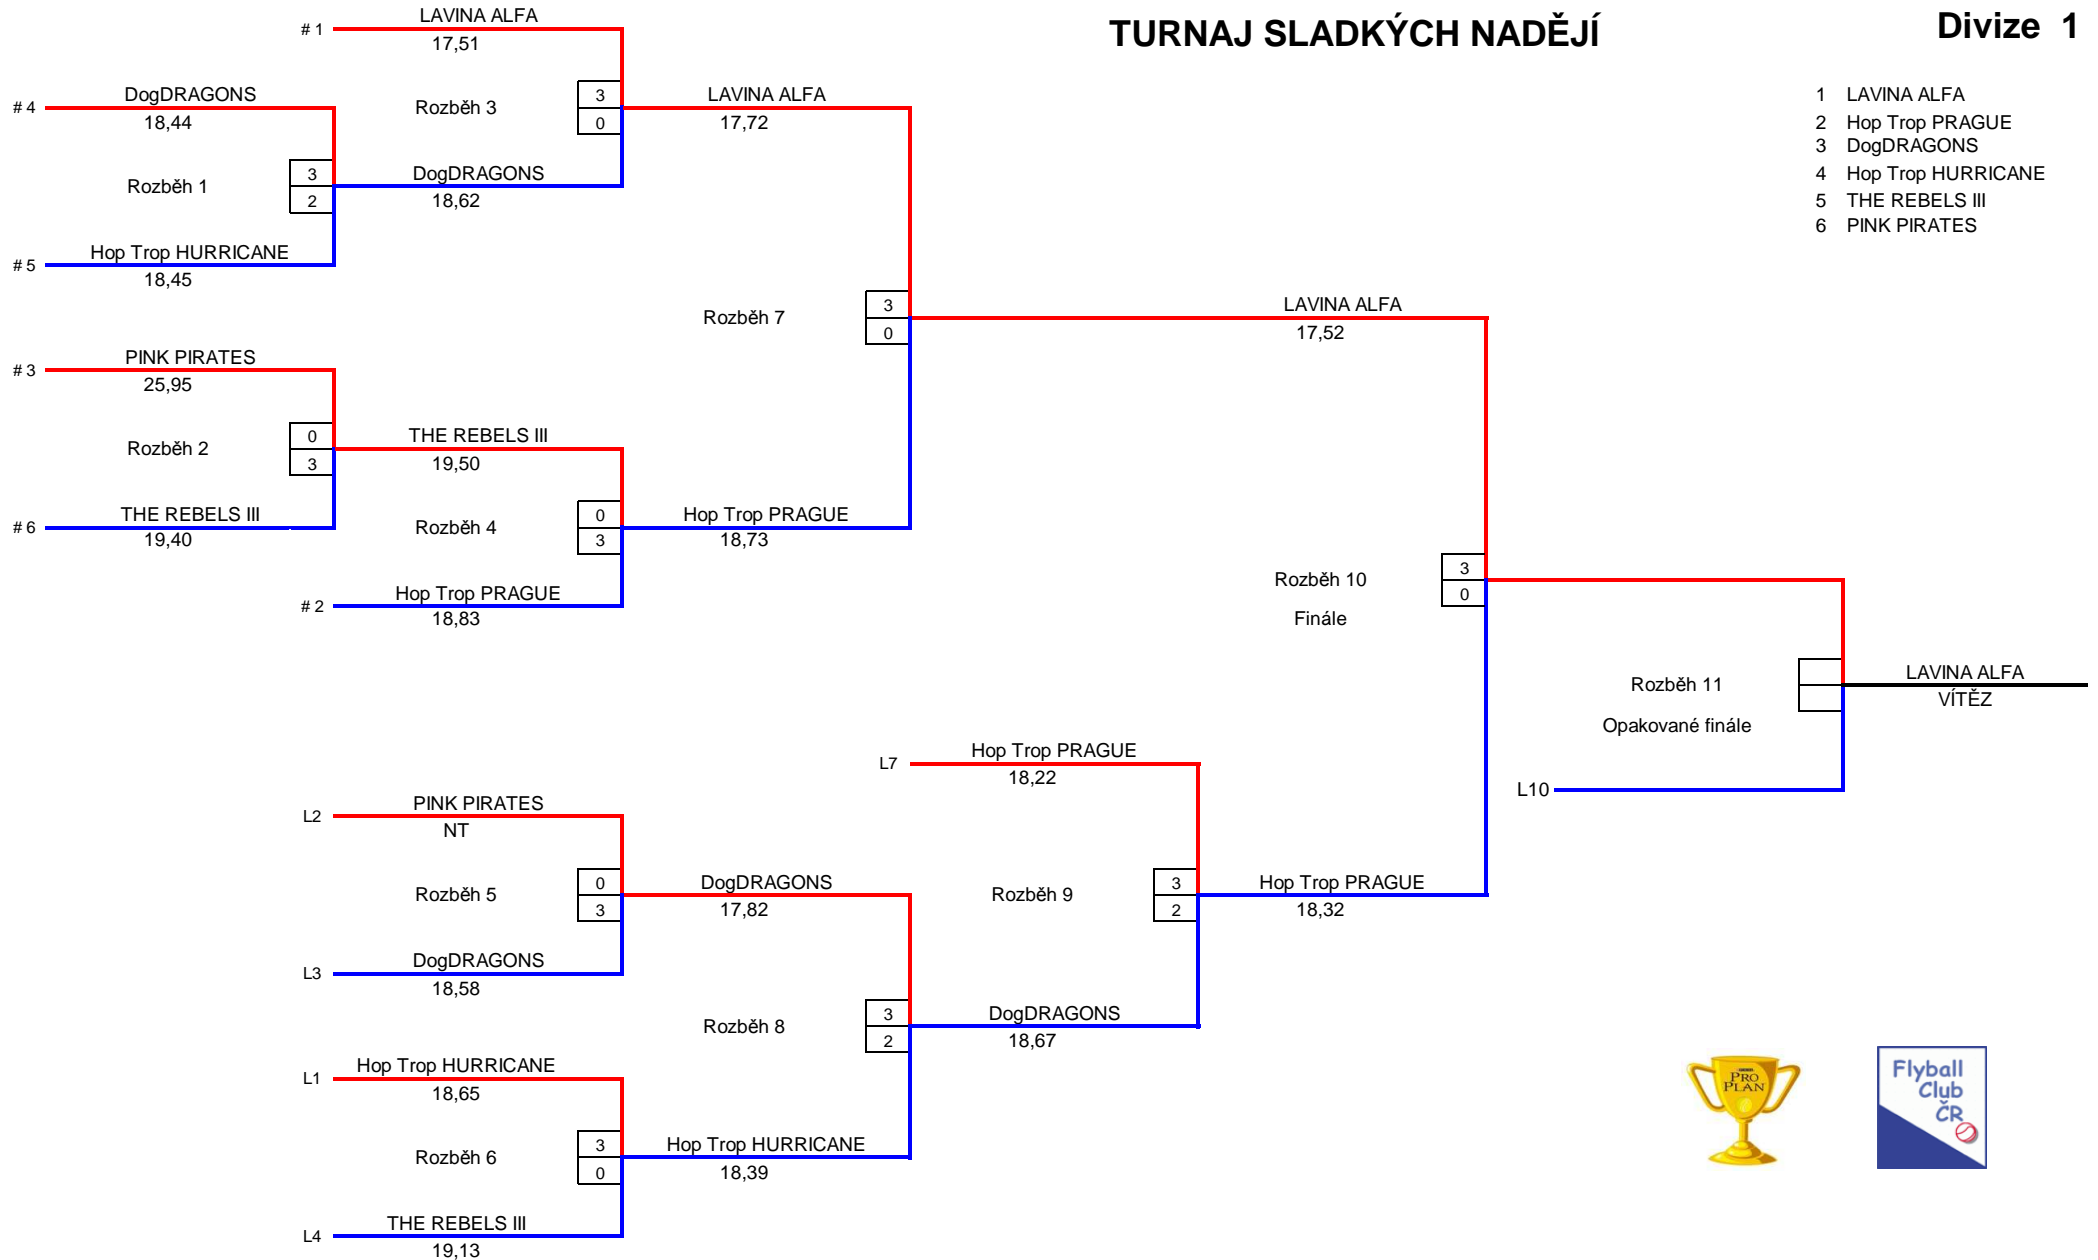 TURNAJ SLADKÝCH NADĚJÍ
Divize 1
1 LAVINA ALFA
2 Hop Trop PRAGUE
3 DogDRAGONS
4 Hop Trop HURRICANE
5 THE REBELS III
6 PINK PIRATES
# 1
LAVINA ALFA
17,51
# 4
DogDRAGONS
18,44
Rozběh 3
3
0
LAVINA ALFA
17,72
Rozběh 1
3
2
DogDRAGONS
18,62
# 5
Hop Trop HURRICANE
18,45
Rozběh 7
3
0
LAVINA ALFA
17,52
# 3
PINK PIRATES
25,95
Rozběh 2
0
3
THE REBELS III
19,50
# 6
THE REBELS III
19,40
Rozběh 4
0
3
Hop Trop PRAGUE
18,73
# 2
Hop Trop PRAGUE
18,83
Rozběh 10
Finále
3
0
Rozběh 11
Opakované finále
LAVINA ALFA
VÍTĚZ
L10
L7
Hop Trop PRAGUE
18,22
L2
PINK PIRATES
NT
Rozběh 5
0
3
DogDRAGONS
17,82
Rozběh 9
3
2
Hop Trop PRAGUE
18,32
L3
DogDRAGONS
18,58
Rozběh 8
3
2
DogDRAGONS
18,67
L1
Hop Trop HURRICANE
18,65
Rozběh 6
3
0
Hop Trop HURRICANE
18,39
L4
THE REBELS III
19,13
PRO
PLAN
Flyball
Club
ČR